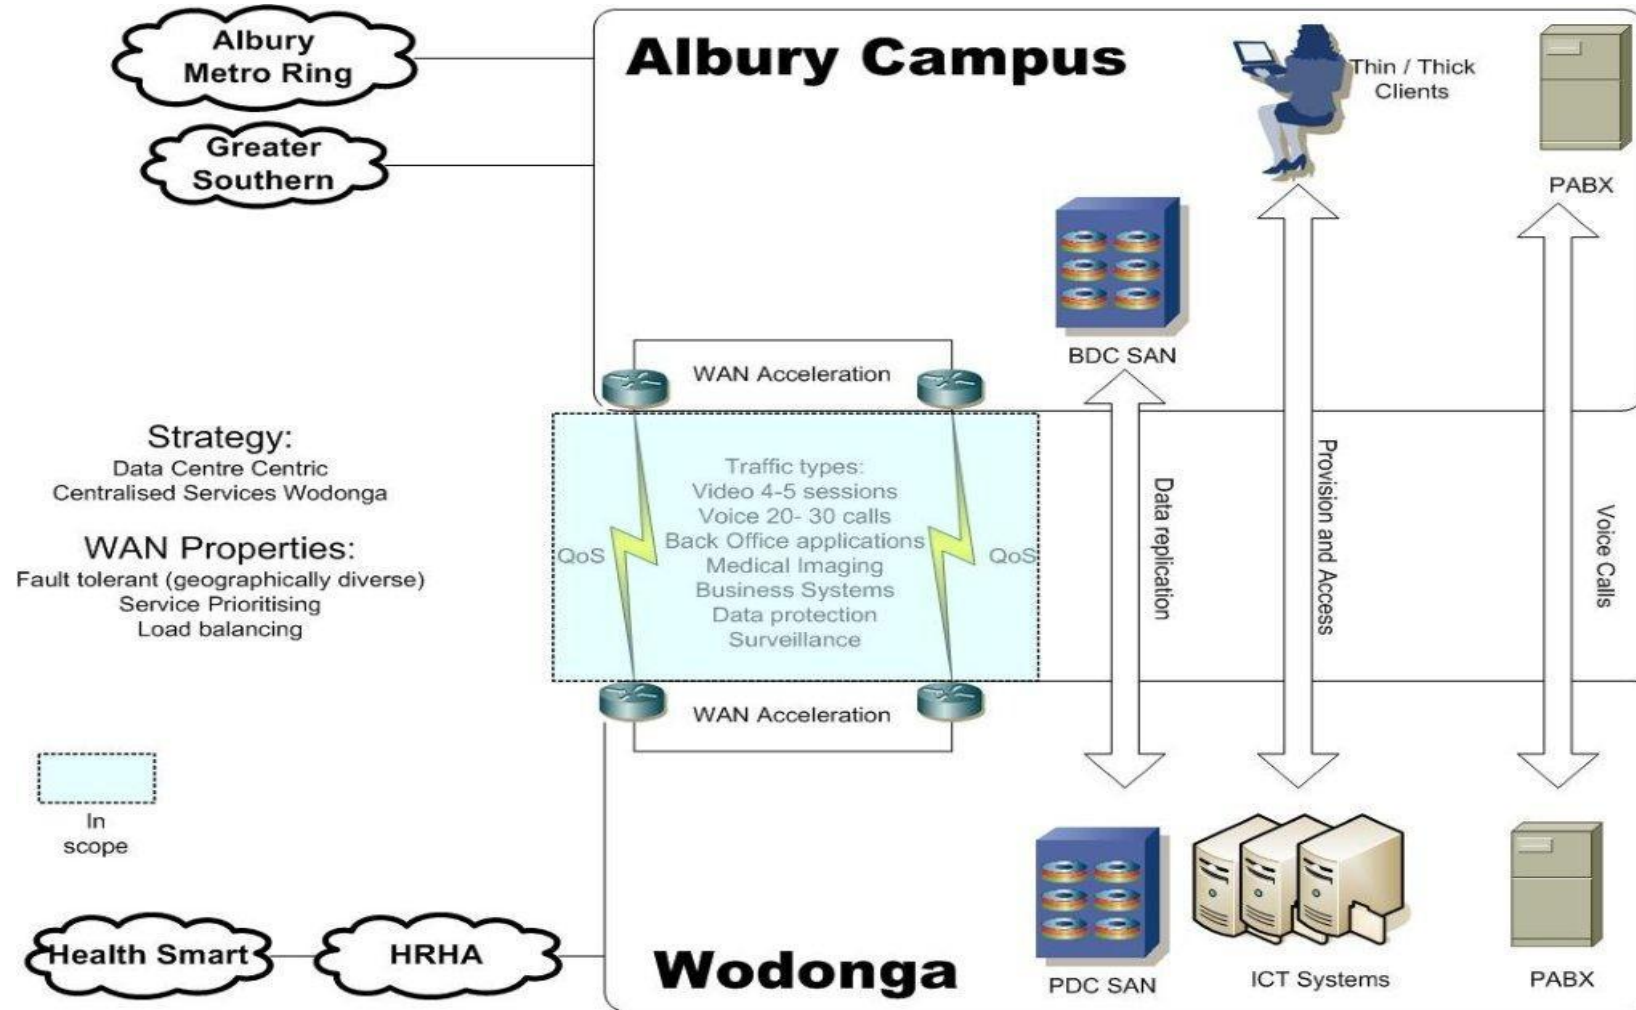 Albury
Metro Ring
Greater
Southern
Albury Campus
Thin / Thick
Clients
PABX
BDC SAN
WAN Acceleration
Strategy:
Data Centre Centric
Centralised Services Wodonga
WAN Properties:
Fault tolerant (geographically diverse)
Service Prioritising
Load balancing
QoS
Traffic types:
Video 4-5 sessions
Voice 20- 30 calls
Back Office applications
Medical Imaging
Business Systems
Data protection
Surveillance
QoS
Data replication
Provision and Access
Voice Calls
WAN Acceleration
In
scope
Health Smart
HRHA
Wodonga
PDC SAN
ICT Systems
PABX